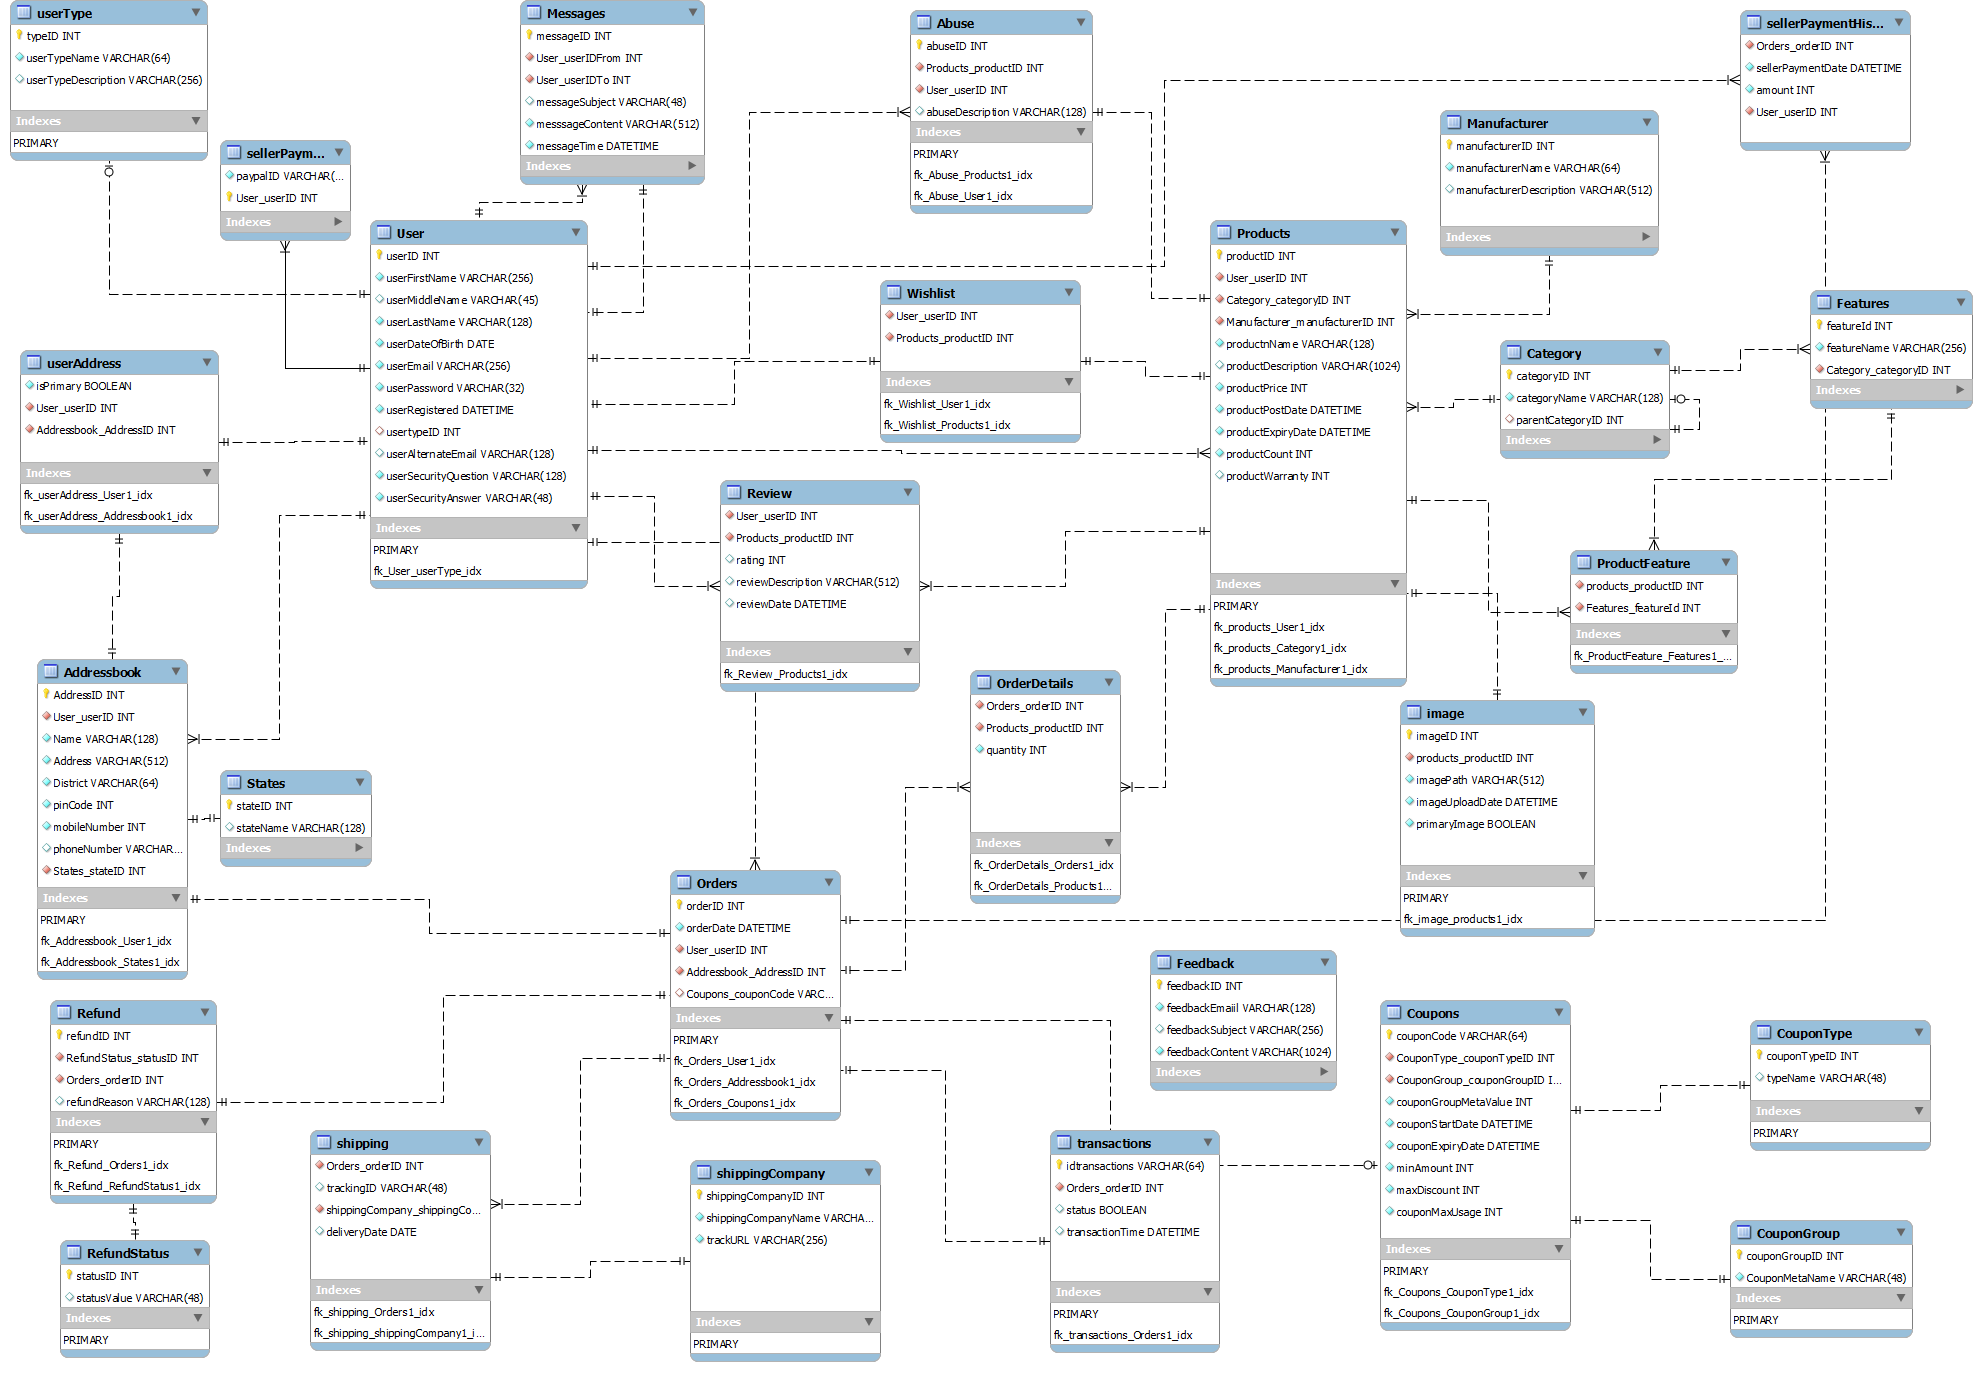 userType
typeID INT
userTypeName VARCHAR(64)
userTypeDescription VARCHAR(256)
Indexes
PRIMARY
sellerPaym...
paypalID VARCHAR(...
User_userID INT
Indexes
Messages
messageID INT
User_userIDFrom INT
User_userIDTo INT
messageSubject VARCHAR(48)
messsageContent VARCHAR(512)
messageTime DATETIME
Indexes
Abuse
abuseID INT
Products_productID INT
User_userID INT
abuseDescription VARCHAR(128)
Indexes
PRIMARY
fk_Abuse_Products1_idx
fk_Abuse_User1_idx
sellerPaymentHis...
Orders_orderID INT
sellerPaymentDate DATETIME
amount INT
User_userID INT
Manufacturer
manufacturerID INT
manufacturerName VARCHAR(64)
manufacturerDescription VARCHAR(512)
Indexes
User
userID INT
userFirstName VARCHAR(256)
userMiddleName VARCHAR(45)
userLastName VARCHAR(128)
userDateOfBirth DATE
userEmail VARCHAR(256)
userPassword VARCHAR(32)
userRegistered DATETIME
usertypeID INT
userAlternateEmail VARCHAR(128)
userSecurityQuestion VARCHAR(128)
userSecurityAnswer VARCHAR(48)
Indexes
PRIMARY
fk_User_userType_idx
Wishlist
User_userID INT
Products_productID INT
Indexes
fk_Wishlist_User1_idx
fk_Wishlist_Products1_idx
Products
productID INT
User_userID INT
Category_categoryID INT
Manufacturer_manufacturerID INT
productnName VARCHAR(128)
productDescription VARCHAR(1024)
productPrice INT
productPostDate DATETIME
productExpiryDate DATETIME
productCount INT
productWarranty INT
Indexes
PRIMARY
fk_products_User1_idx
fk_products_Category1_idx
fk_products_Manufacturer1_idx
Category
categoryID INT
categoryName VARCHAR(128)
parentCategoryID INT
Indexes
Features
featureId INT
featureName VARCHAR(256)
Category_categoryID INT
Indexes
userAddress
isPrimary BOOLEAN
User_userID INT
Addressbook_AddressID INT
Indexes
fk_userAddress_User1_idx
fk_userAddress_Addressbook1_idx
Review
User_userID INT
Products_productID INT
rating INT
reviewDescription VARCHAR(512)
reviewDate DATETIME
Indexes
fk_Review_Products1_idx
ProductFeature
products_productID INT
Features_featureId INT
Indexes
fk_ProductFeature_Features1_...
Addressbook
AddressID INT
User_userID INT
Name VARCHAR(128)
Address VARCHAR(512)
District VARCHAR(64)
pinCode INT
mobileNumber INT
phoneNumber VARCHAR...
States_stateID INT
Indexes
PRIMARY
fk_Addressbook_User1_idx
fk_Addressbook_States1_idx
States
stateID INT
stateName VARCHAR(128)
Indexes
OrderDetails
Orders_orderID INT
Products_productID INT
quantity INT
Indexes
fk_OrderDetails_Orders1_idx
fk_OrderDetails_Products1...
image
imageID INT
products_productID INT
imagePath VARCHAR(512)
imageUploadDate DATETIME
primaryImage BOOLEAN
Indexes
PRIMARY
fk_image_products1_idx
Orders
orderID INT
orderDate DATETIME
User_userID INT
Addressbook_AddressID INT
Coupons_couponCode VARC...
Indexes
PRIMARY
fk_Orders_User1_idx
fk_Orders_Addressbook1_idx
fk_Orders_Coupons1_idx
Feedback
feedbackID INT
feedbackEmaiil VARCHAR(128)
feedbackSubject VARCHAR(256)
feedbackContent VARCHAR(1024)
Indexes
Refund
refundID INT
RefundStatus_statusID INT
Orders_orderID INT
refundReason VARCHAR(128)
Indexes
PRIMARY
fk_Refund_Orders1_idx
fk_Refund_RefundStatus1_idx
Coupons
couponCode VARCHAR(64)
CouponType_couponTypeID INT
CouponGroup_couponGroupID I...
couponGroupMetaValue INT
couponStartDate DATETIME
couponExpiryDate DATETIME
minAmount INT
maxDiscount INT
couponMaxUsage INT
Indexes
PRIMARY
fk_Coupons_CouponType1_idx
fk_Coupons_CouponGroup1_idx
CouponType
couponTypeID INT
typeName VARCHAR(48)
Indexes
PRIMARY
shipping
Orders_orderID INT
trackingID VARCHAR(48)
shippingCompany_shippingCo...
deliveryDate DATE
Indexes
fk_shipping_Orders1_idx
fk_shipping_shippingCompany1_i...
shippingCompany
shippingCompanyID INT
shippingCompanyName VARCHA...
trackURL VARCHAR(256)
Indexes
PRIMARY
transactions
idtransactions VARCHAR(64)
Orders_orderID INT
status BOOLEAN
transactionTime DATETIME
Indexes
PRIMARY
fk_transactions_Orders1_idx
CouponGroup
couponGroupID INT
CouponMetaName VARCHAR(48)
Indexes
PRIMARY
RefundStatus
statusID INT
statusValue VARCHAR(48)
Indexes
PRIMARY